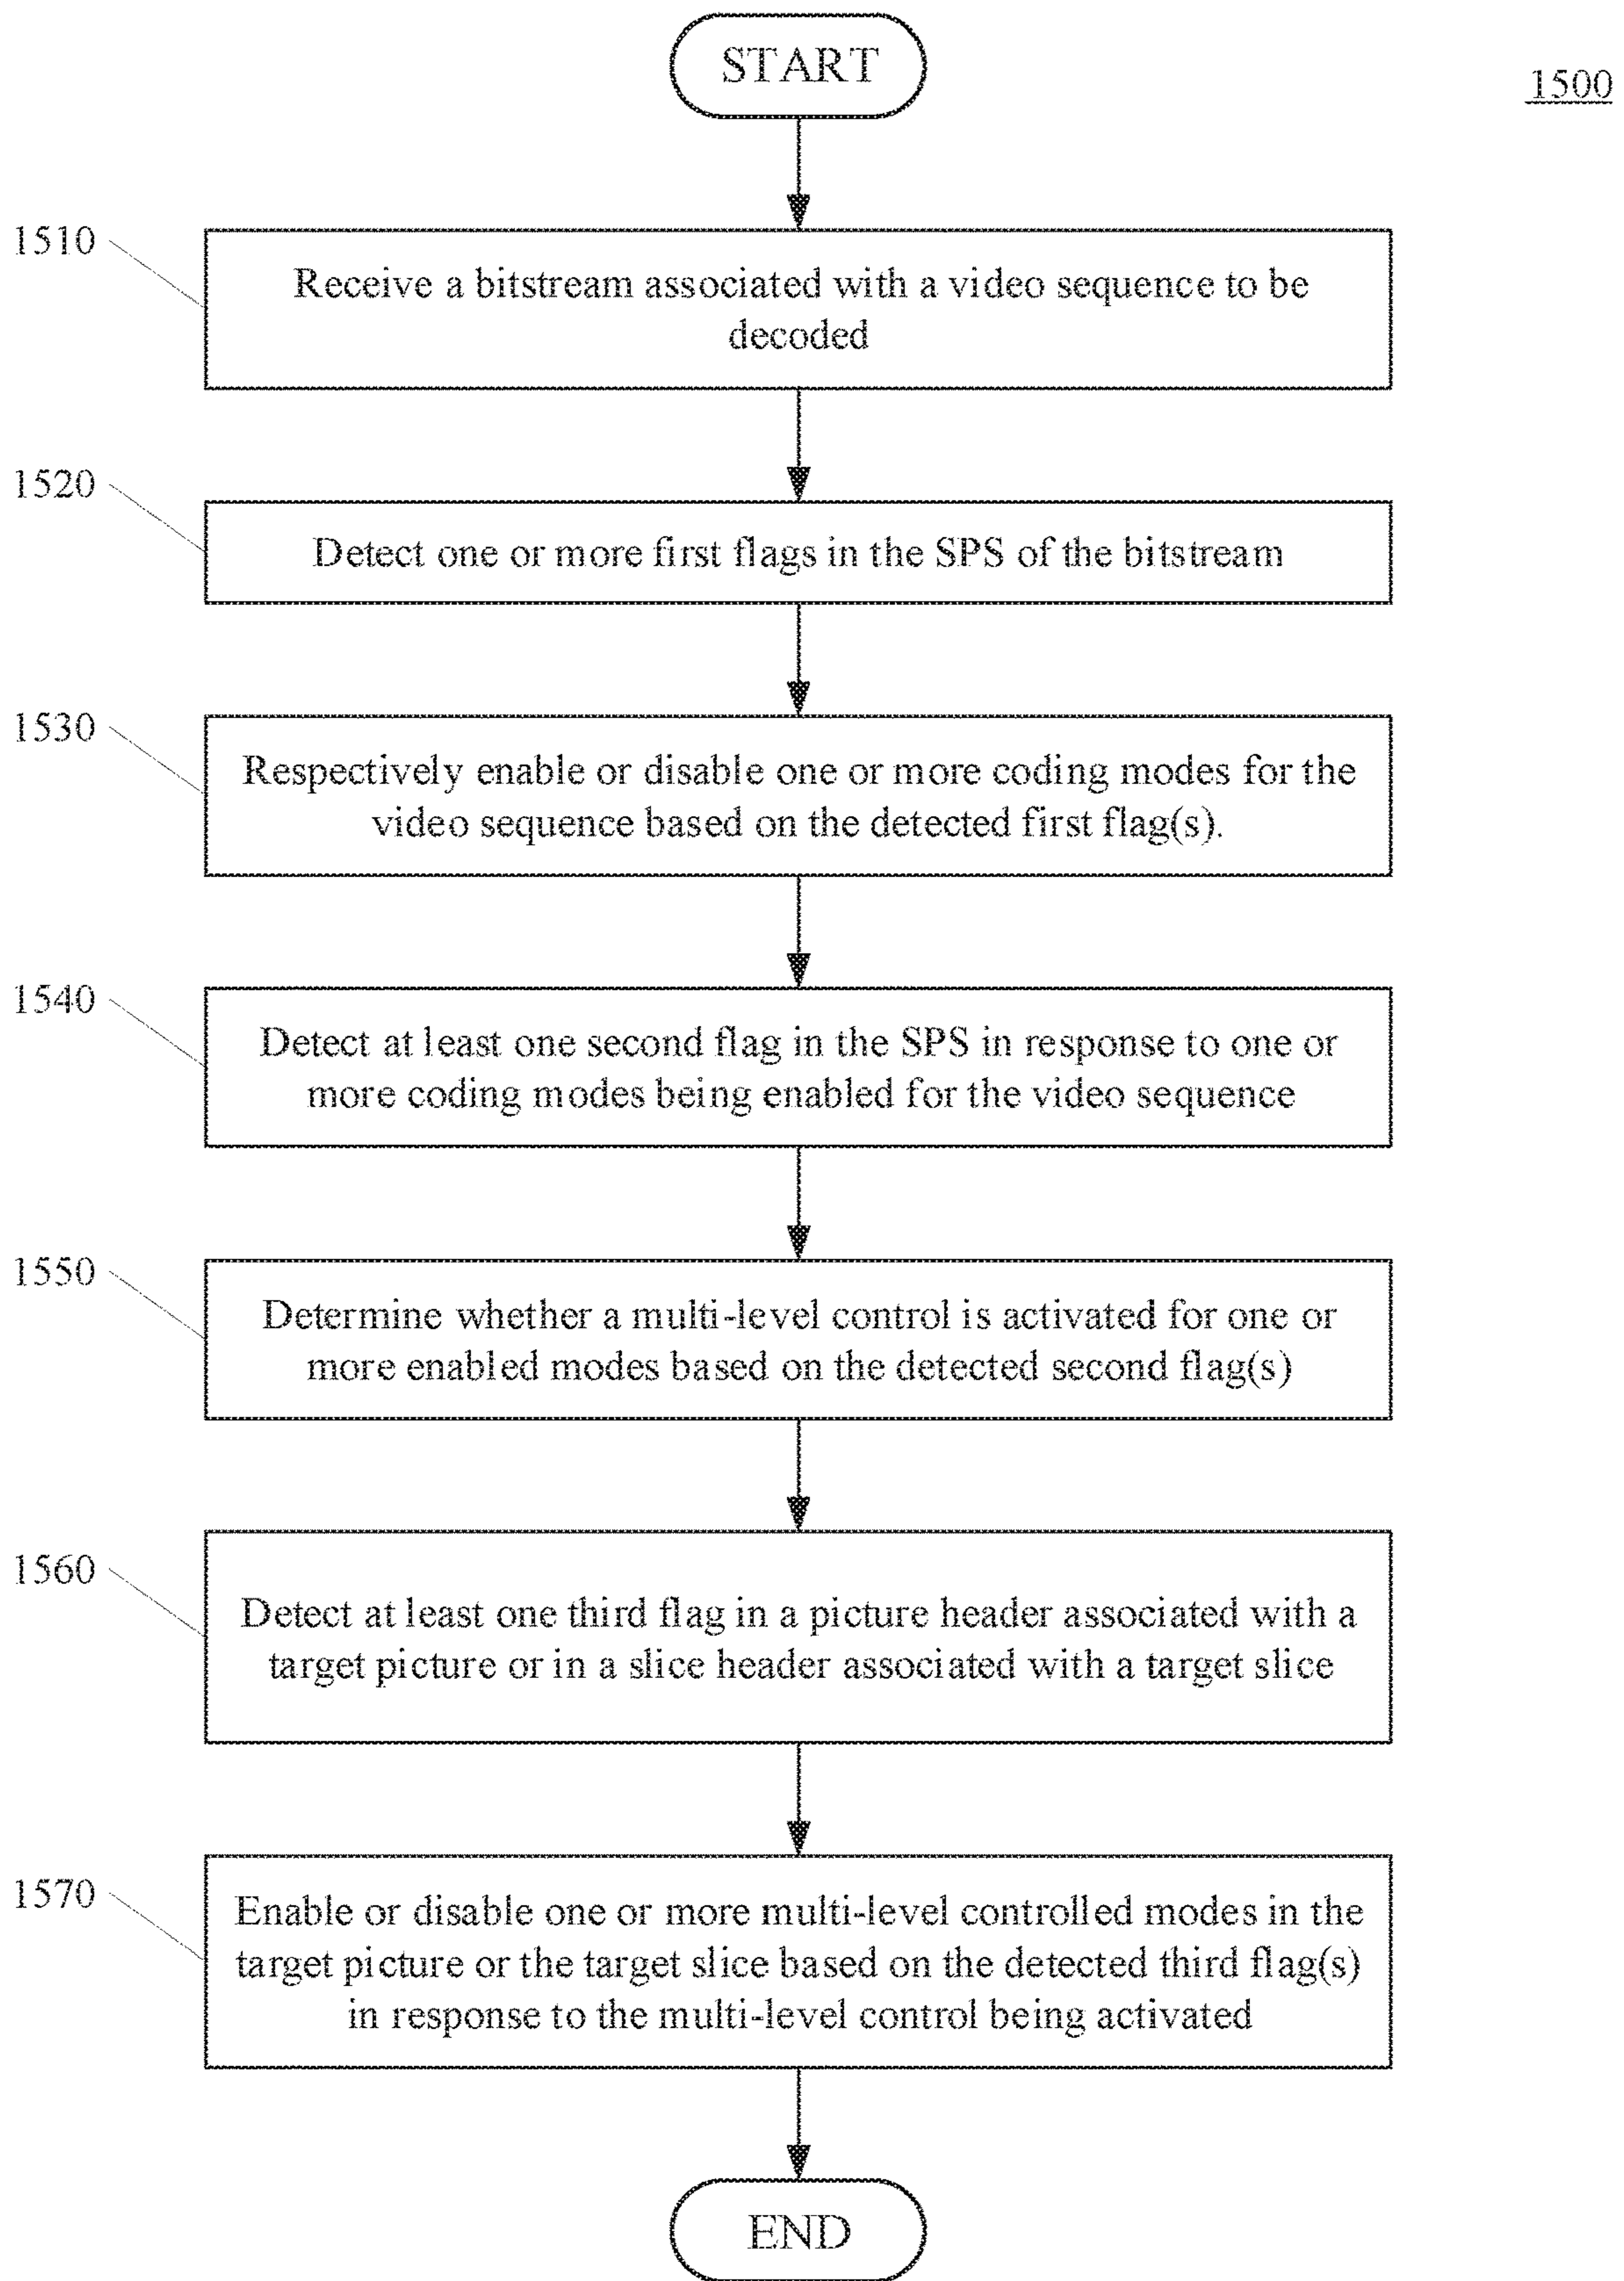 START
1500
1510
Receive a bitstream associated with a video sequence to be
decoded
1520
Detect one or more first flags in the SPS of the bitstream
1530
Respectively enable or disable one or more coding modes for the
video sequence based on the detected first flag(s).
1540
Detect at least one second flag in the SPS in response to one or
more coding modes being enabled for the video sequence
1550
Determine whether a multi-level control is activated for one or
more enabled modes based on the detected second flag(s)
1560
Detect at least one third flag in a picture header associated with a
target picture or in a slice header associated with a target slice
1570
Enable or disable one or more multi-level controlled modes in the
target picture or the target slice based on the detected third flag(s)
in response to the multi-level control being activated
END